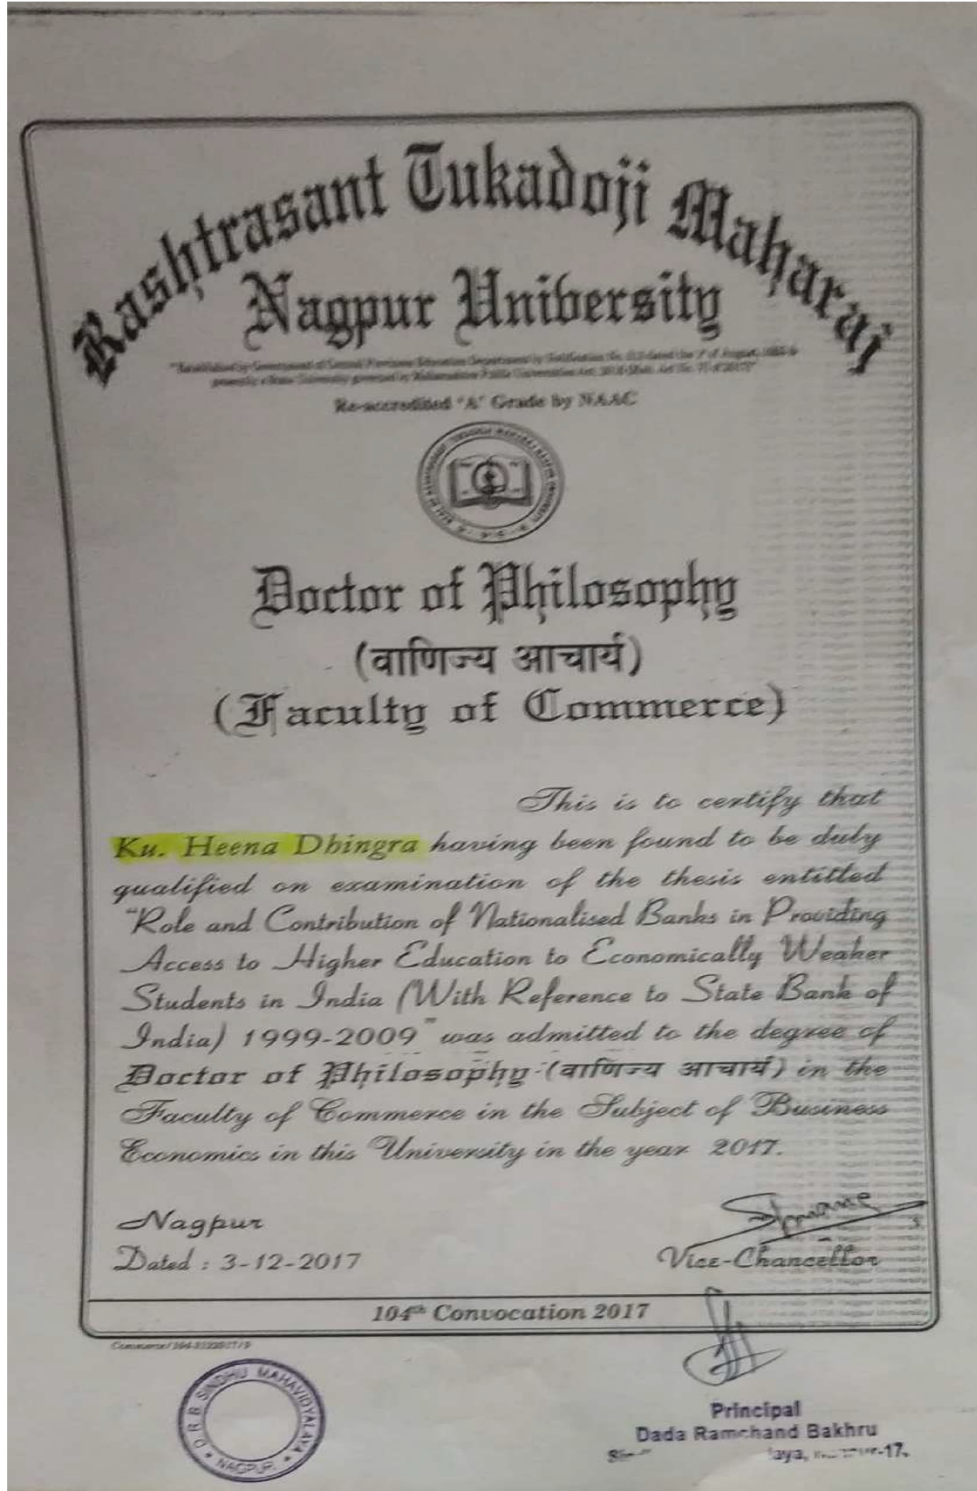 Rashtrasant Tukadoji Maharaj
Nagpur University
Re-accredited 'A' Grade by NAAC
Doctor of Philosophy
(वाणिज्य आचार्य)
(Faculty of Commerce)
This is to certify that
Ku. Heena Dhingra having been found to be duly
qualified on examination of the thesis entitled
"Role and Contribution of Nationalised Banks in Providing
Access to Higher Education to Economically Weaker
Students in India (With Reference to State Bank of
India) 1999-2009" was admitted to the degree of
Doctor of Philosophy (वाणिज्य आचार्य) in the
Faculty of Commerce in the Subject of Business
Economics in this University in the year 2017.
Nagpur
Dated : 3-12-2017
Vice-Chancellor
104th Convocation 2017
D.R.B. SINDHU MAHAVIDYALAYA
NAGPUR
Principal
Dada Ramchand Bakhru